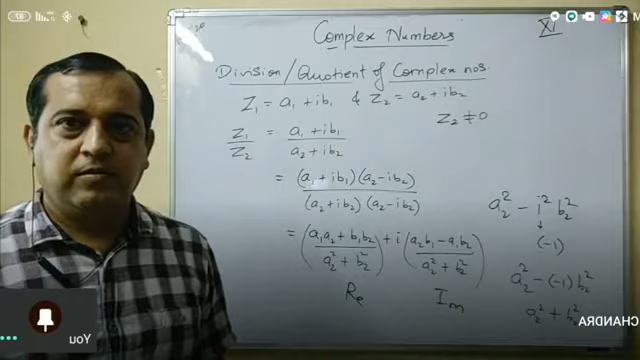 Complex Numbers
XI
Division/Quotient of Complex nos:
Z₁ = a₁ + ib₁ & Z₂ = a₂ + ib₂
Z₂ ≠ 0
Z₁/Z₂ = (a₁ + ib₁)/(a₂ + ib₂)
= (a₁ + ib₁)(a₂ - ib₂)/(a₂ + ib₂)(a₂ - ib₂)
= (a₁a₂ + b₁b₂/a₂² + b₂²) + i(a₂b₁ - a₁b₂/a₂² + b₂²)
Re Im
a₂² - i² b₂²
↓
(-1)
a₂² - (-1) b₂²
a₂² + b₂²
You
CHANDRA